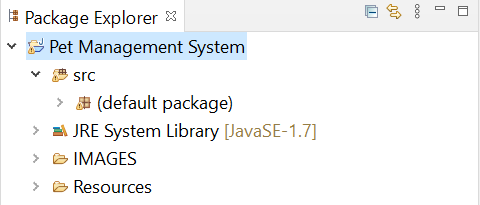 Package Explorer
Pet Management System
src
(default package)
JRE System Library [JavaSE-1.7]
IMAGES
Resources